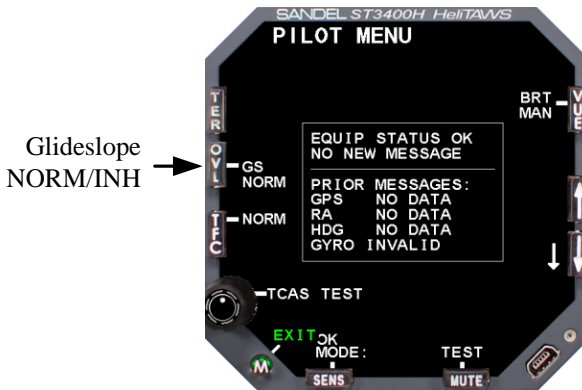 SANDEL ST3400H HeliTAWS
PILOT MENU
TER
BRT
MAN
VUE
Glideslope
NORM/INH
OVL
GS
NORM
EQUIP STATUS OK
NO NEW MESSAGE
PRIOR MESSAGES:
GPS NO DATA
RA NO DATA
HDG NO DATA
GYRO INVALID
TFC
NORM
TCAS TEST
EXIT
OK
MODE:
TEST
M
SENS
MUTE